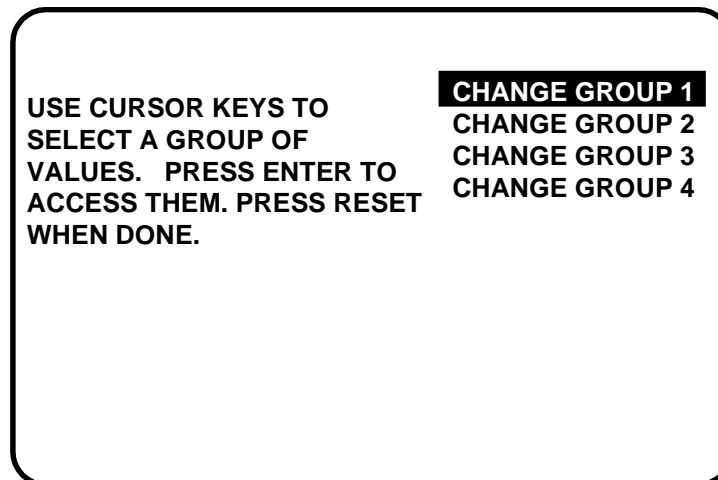 USE CURSOR KEYS TO
SELECT A GROUP OF
VALUES.   PRESS ENTER TO
ACCESS THEM. PRESS RESET
WHEN DONE.
CHANGE GROUP 1
CHANGE GROUP 2
CHANGE GROUP 3
CHANGE GROUP 4